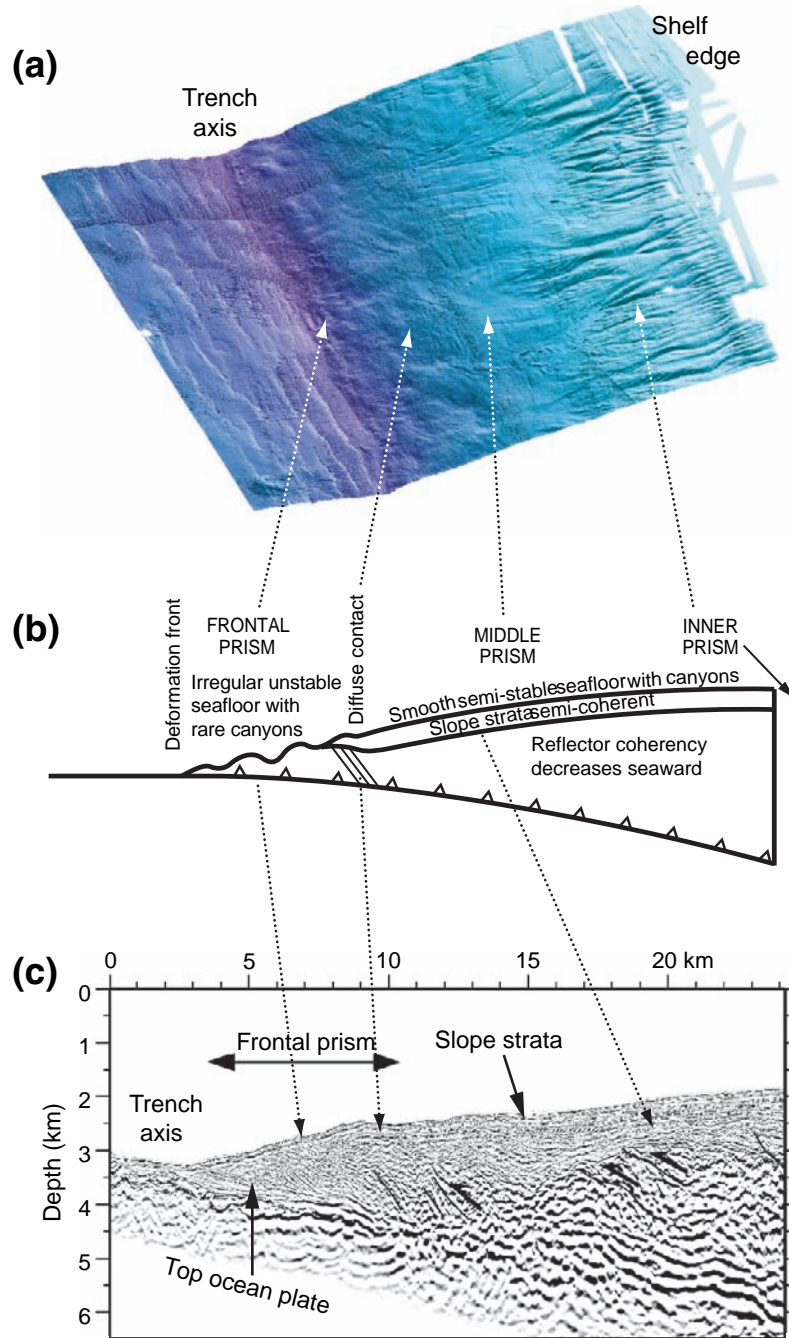 (a)
Shelf
edge
Trench
axis
(b)
Deformation front
FRONTAL
PRISM
Irregular unstable
seafloor with
rare canyons
Diffuse contact
MIDDLE
PRISM
INNER
PRISM
Smooth semi-stable seafloor with canyons
Slope strata semi-coherent
Reflector coherency
decreases seaward
(c)
0 5 10 15 20 km
0
1
2
3
4
5
6
Depth (km)
Frontal prism
Slope strata
Trench
axis
Top ocean plate